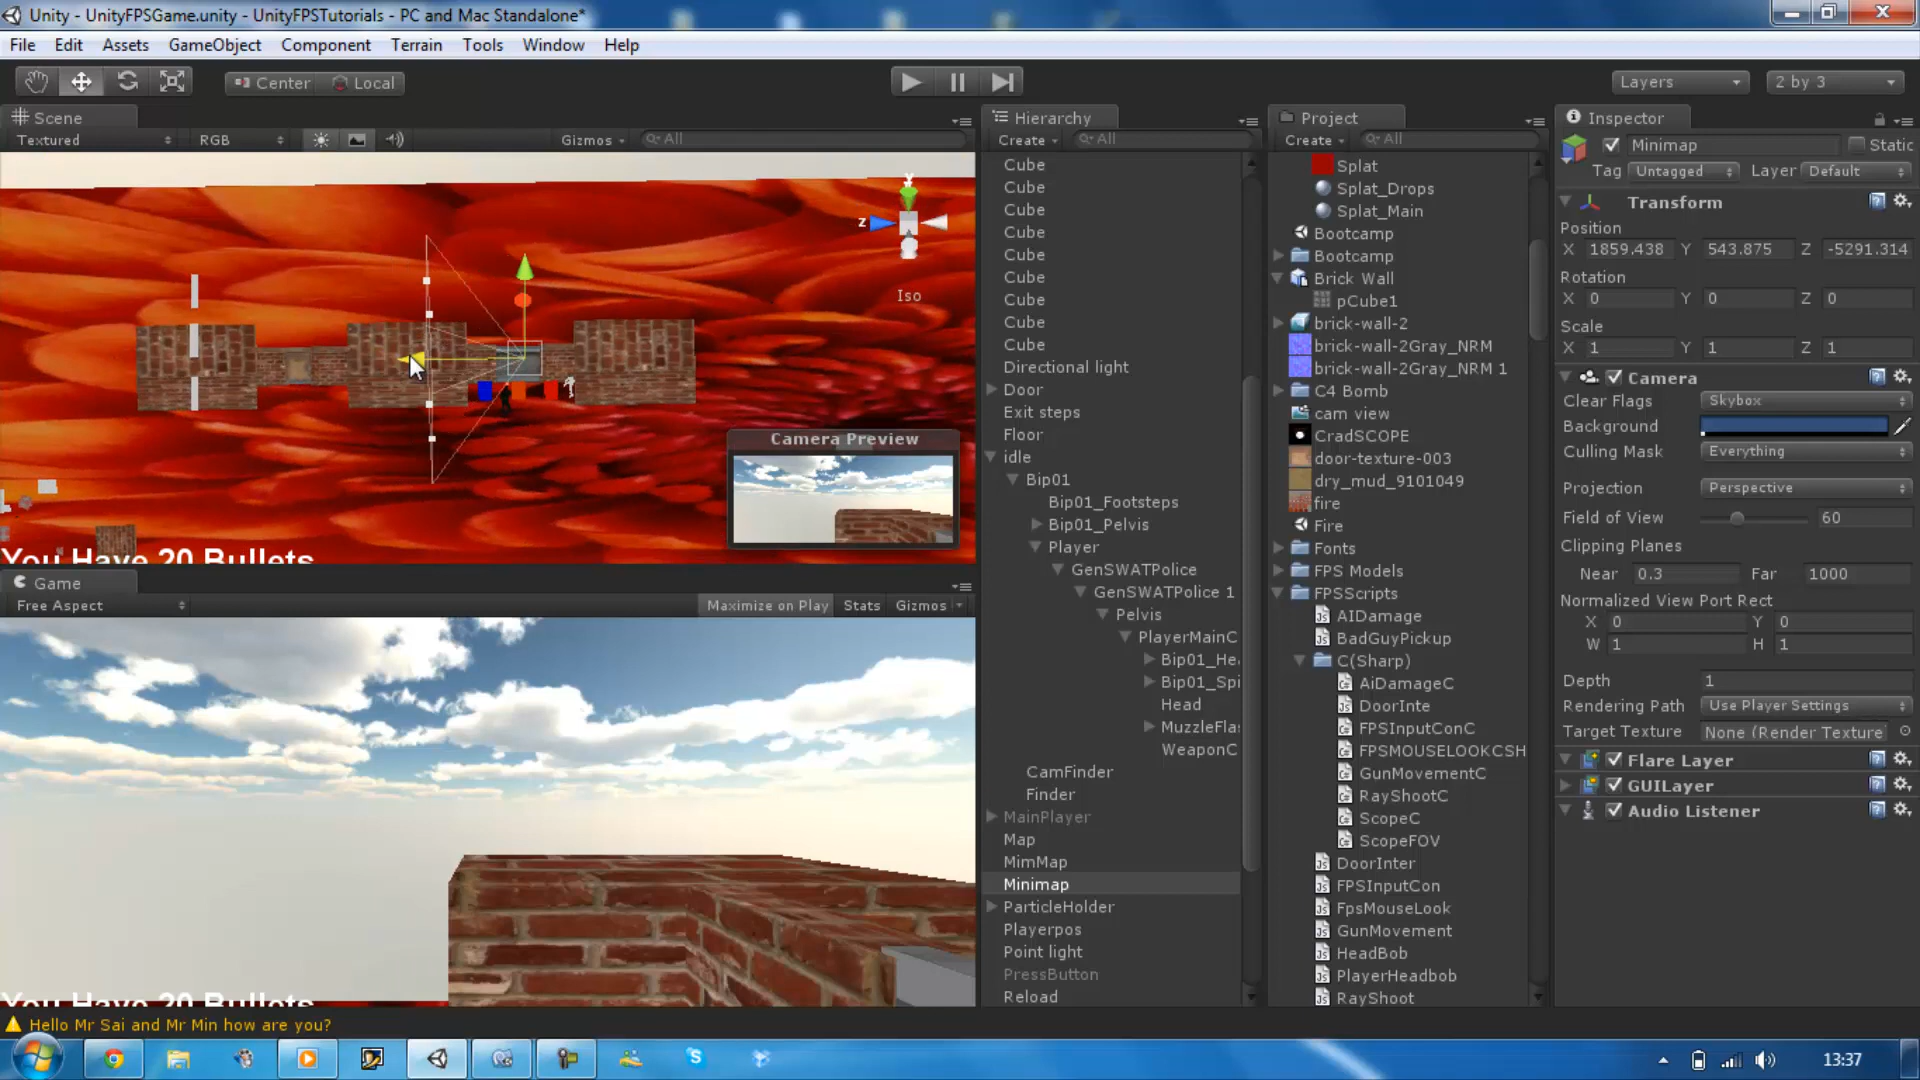 Unity - UnityFPSGame.unity - UnityFPSTutorials - PC and Mac Standalone*
File Edit Assets GameObject Component Terrain Tools Window Help
Center Local
Layers
2 by 3
Scene
Textured RGB Gizmos All
Z
Y
Iso
Camera Preview
You Have 20 Bullets
Game
Free Aspect Maximize on Play Stats Gizmos
You Have 20 Bullets
Hello Mr Sai and Mr Min how are you?
Hierarchy
Create All
Cube
Cube
Cube
Cube
Cube
Cube
Cube
Cube
Cube
Directional light
Door
Exit steps
Floor
idle
Bip01
Bip01_Footsteps
Bip01_Pelvis
Player
GenSWATPolice
GenSWATPolice 1
Pelvis
PlayerMainC
Bip01_He
Bip01_Spi
Head
MuzzleFla
WeaponC
CamFinder
Finder
MainPlayer
Map
MimMap
Minimap
ParticleHolder
Playerpos
Point light
PressButton
Reload
Project
Create All
Splat
Splat_Drops
Splat_Main
Bootcamp
Bootcamp
Brick Wall
pCube1
brick-wall-2
brick-wall-2Gray_NRM
brick-wall-2Gray_NRM 1
C4 Bomb
cam view
CradSCOPE
door-texture-003
dry_mud_9101049
fire
Fire
Fonts
FPS Models
FPSScripts
AIDamage
BadGuyPickup
C(Sharp)
AiDamageC
DoorInte
FPSInputConC
FPSMOUSELOOKCSH
GunMovementC
RayShootC
ScopeC
ScopeFOV
DoorInter
FPSInputCon
FpsMouseLook
GunMovement
HeadBob
PlayerHeadbob
RayShoot
Inspector
Minimap Static
Tag Untagged Layer Default
Transform
Position
X 1859.438 Y 543.875 Z -5291.314
Rotation
X 0 Y 0 Z 0
Scale
X 1 Y 1 Z 1
Camera
Clear Flags Skybox
Background
Culling Mask Everything
Projection Perspective
Field of View 60
Clipping Planes
Near 0.3 Far 1000
Normalized View Port Rect
X 0 Y 0
W 1 H 1
Depth 1
Rendering Path Use Player Settings
Target Texture None (Render Texture
Flare Layer
GUILayer
Audio Listener
13:37